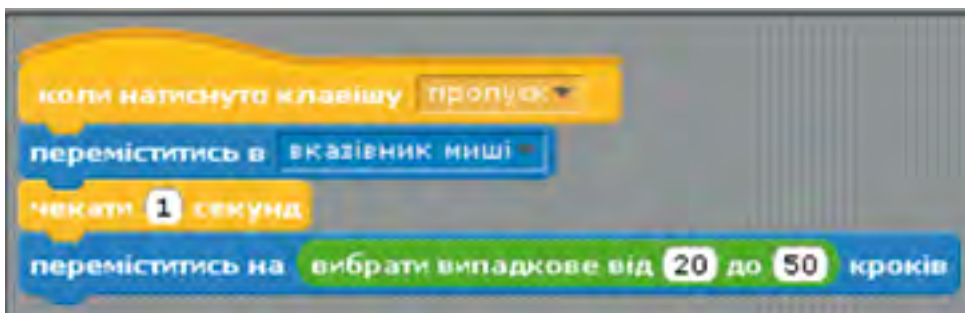 коли натиснуто клавішу пропуск
переміститись в вказівник миші
чекати 1 секунд
переміститись на вибрати випадкове від 20 до 50 кроків